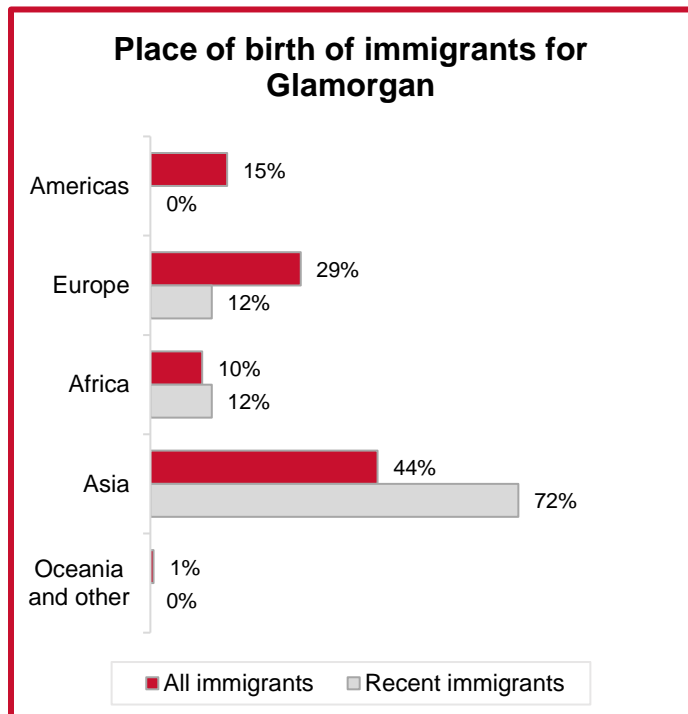 Place of birth of immigrants for
Glamorgan
Americas
15%
0%
Europe
29%
12%
Africa
10%
12%
Asia
44%
72%
Oceania
and other
1%
0%
All immigrants
Recent immigrants